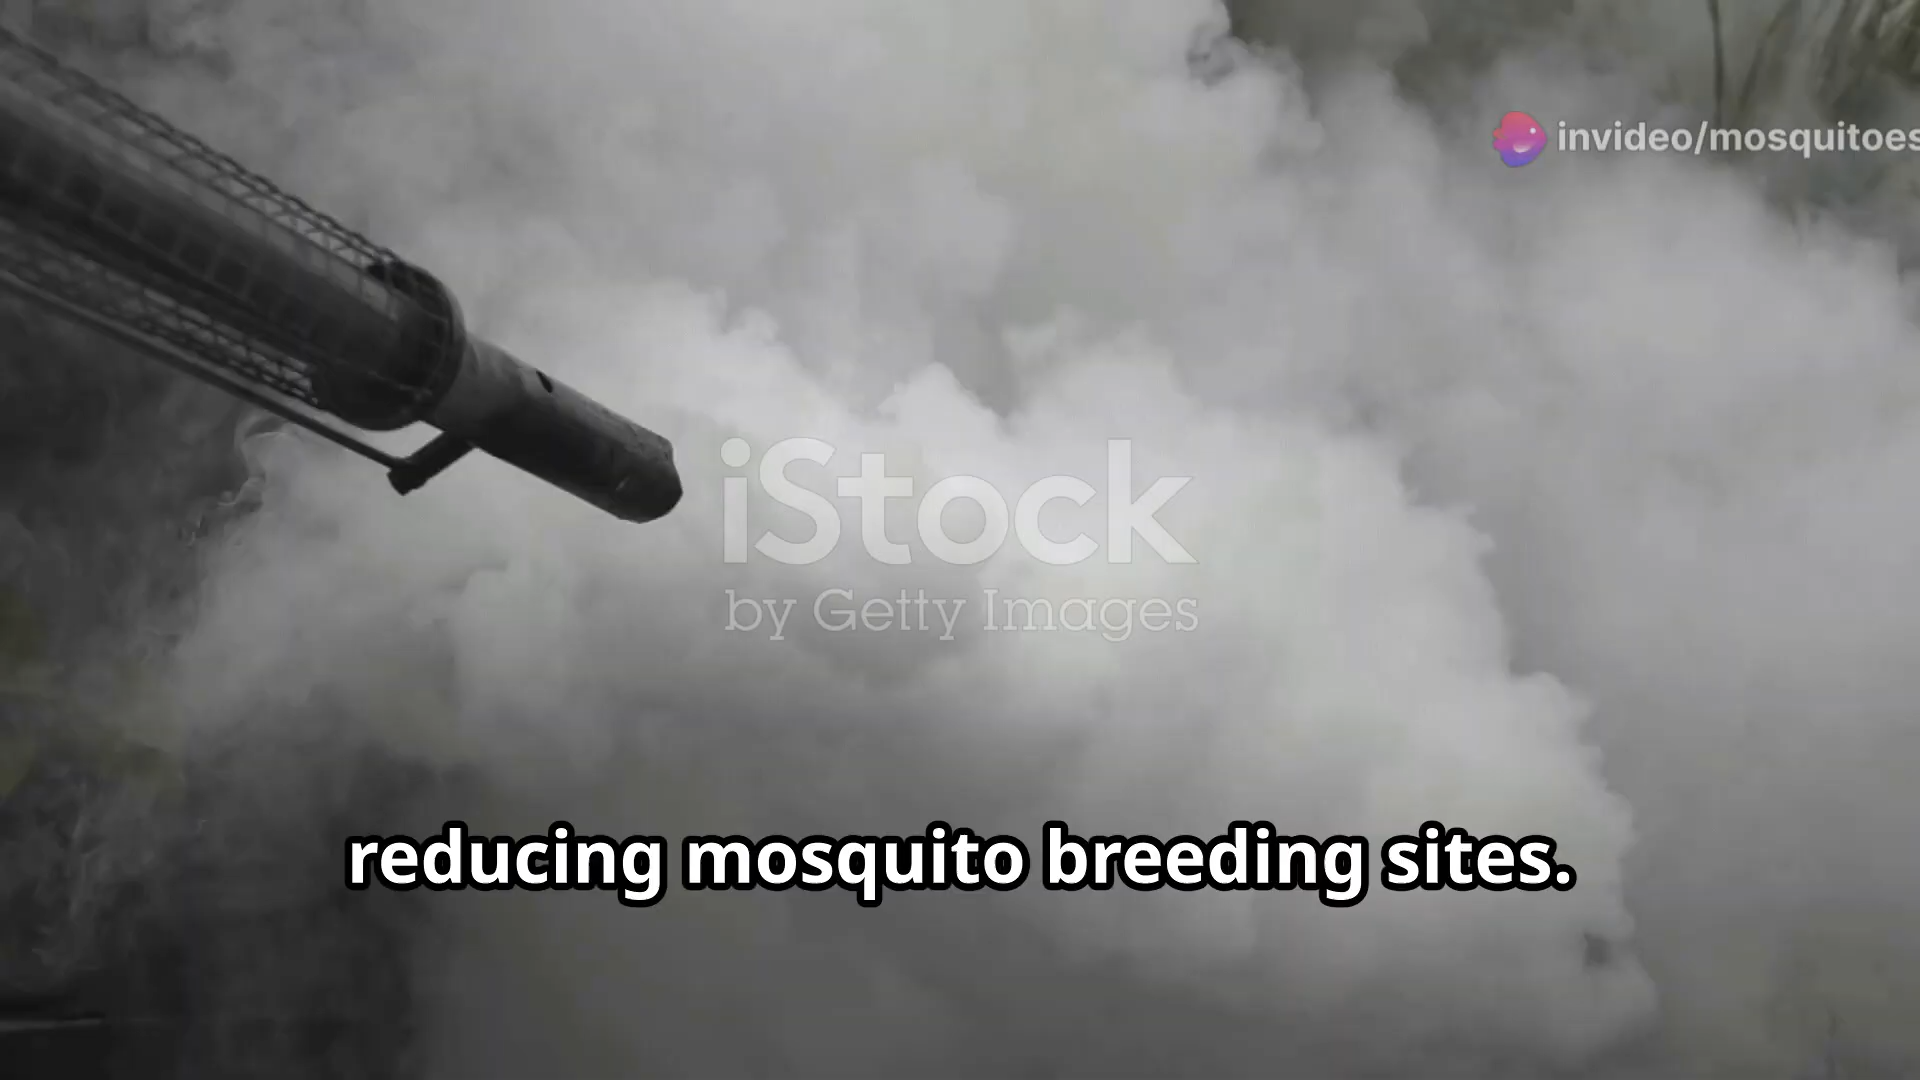 invideo/mosquitoes
iStock
by Getty Images
reducing mosquito breeding sites.